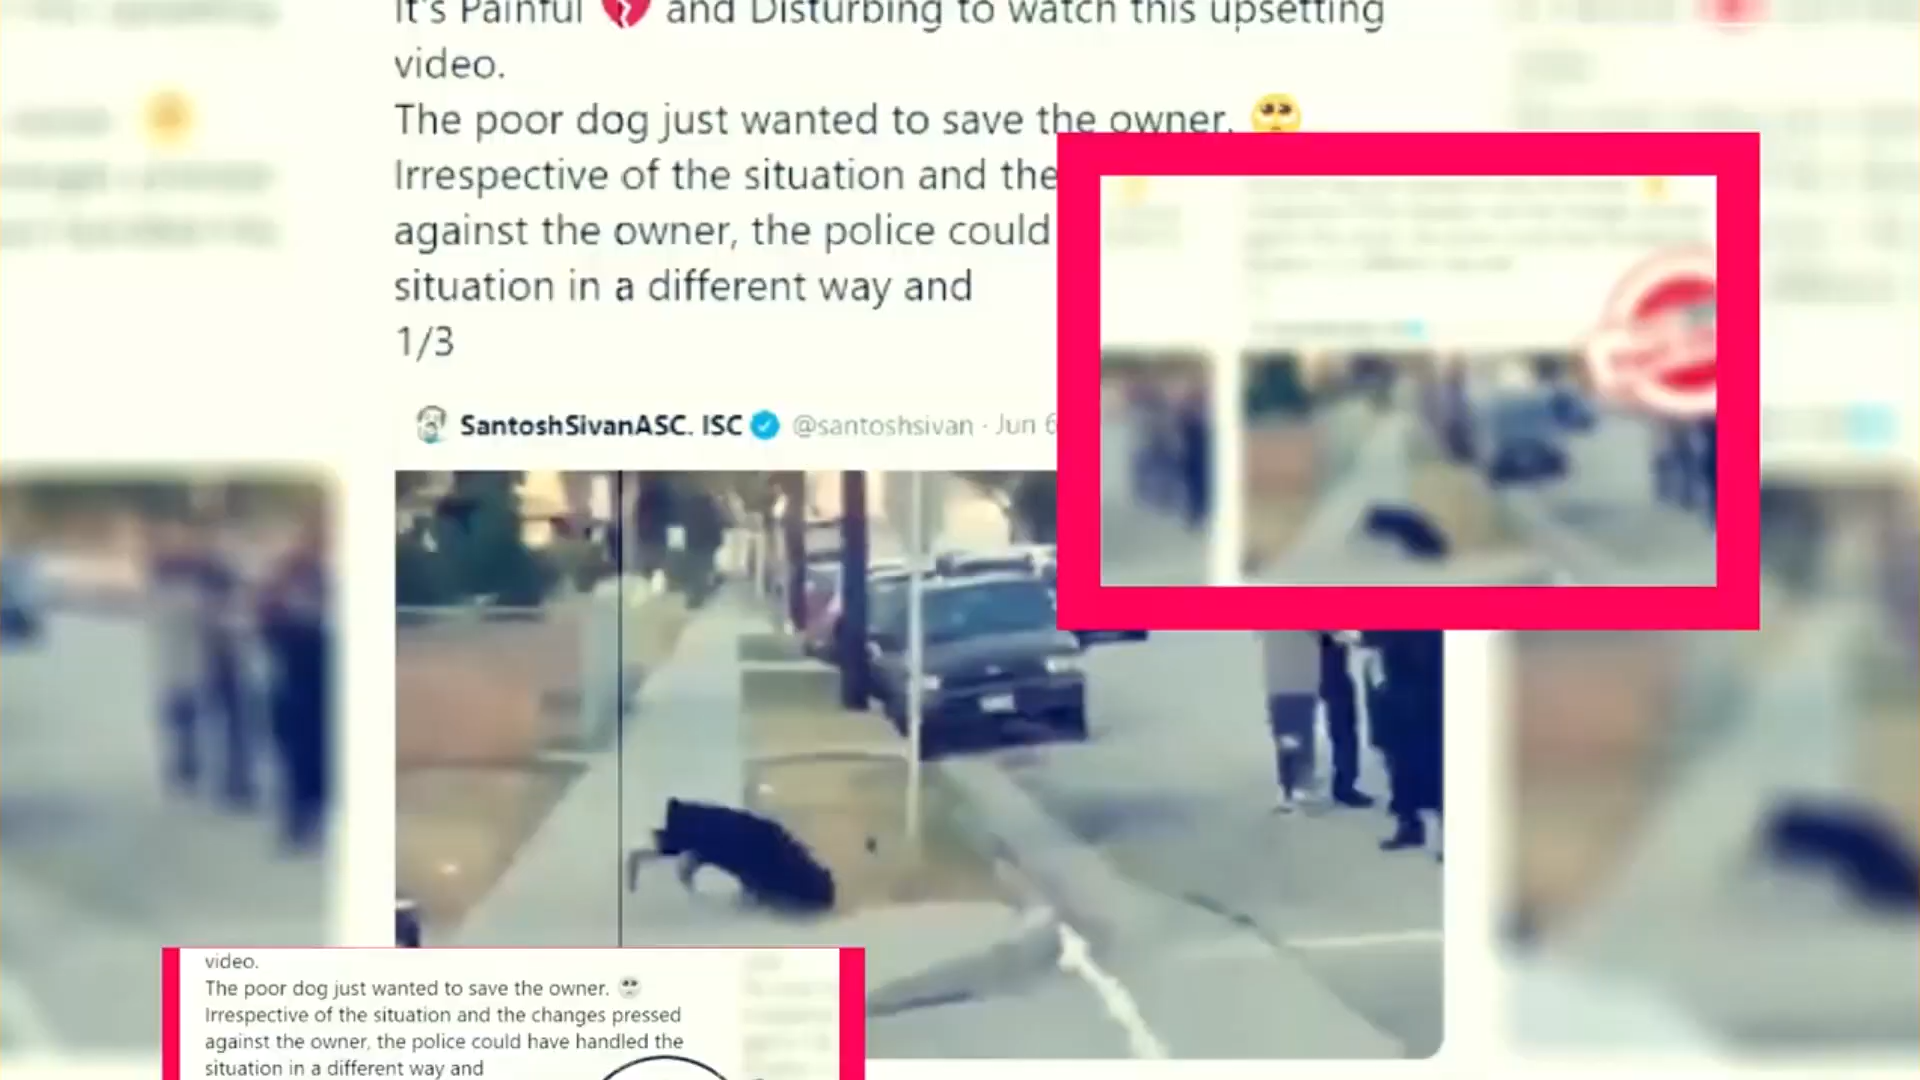 It's Painful 💔 and Disturbing to watch this upsetting
video.
The poor dog just wanted to save the owner. 🥺
Irrespective of the situation and the
against the owner, the police could
situation in a different way and
1/3
SantoshSivanASC. ISC @santoshsivan · Jun 6
video.
The poor dog just wanted to save the owner. 🥺
Irrespective of the situation and the changes pressed
against the owner, the police could have handled the
situation in a different way and